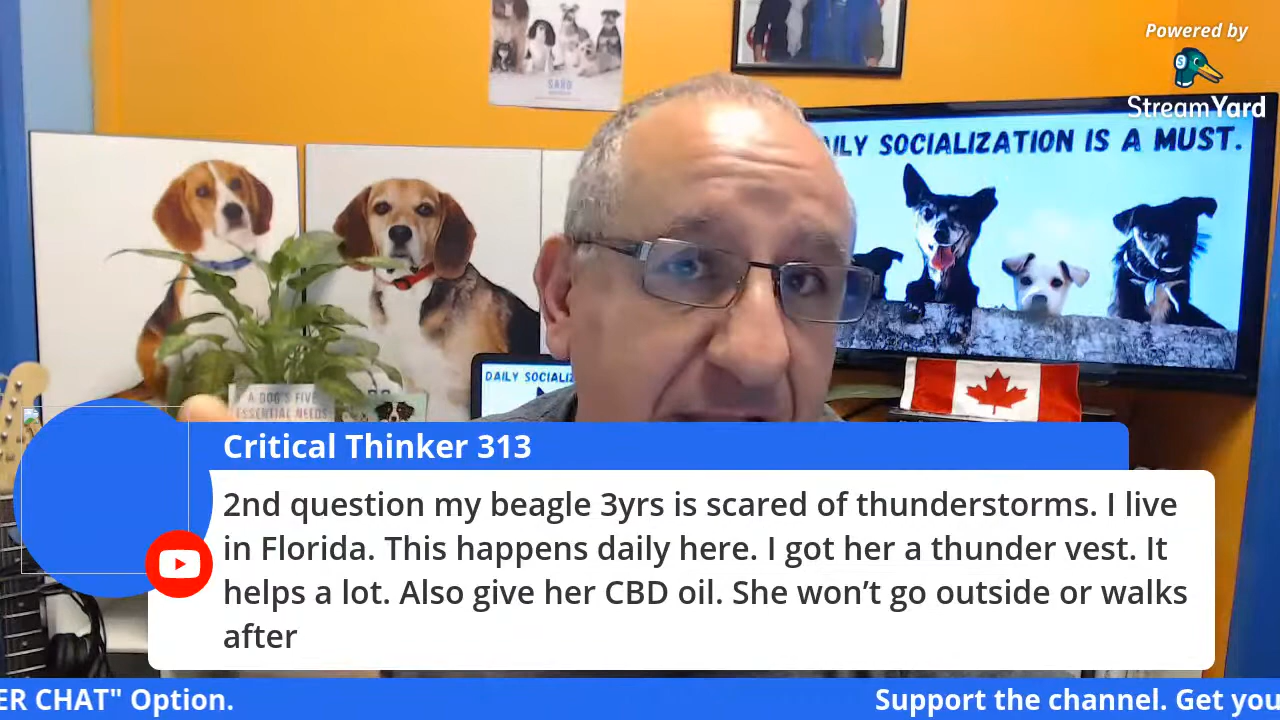 SARG
Powered by
StreamYard
DAILY SOCIALIZATION IS A MUST.
DAILY SOCIALIZ
A DOG'S FIVE
ESSENTIAL NEEDS
Critical Thinker 313
2nd question my beagle 3yrs is scared of thunderstorms. I live
in Florida. This happens daily here. I got her a thunder vest. It
helps a lot. Also give her CBD oil. She won’t go outside or walks
after
ER CHAT" Option.
Support the channel. Get you